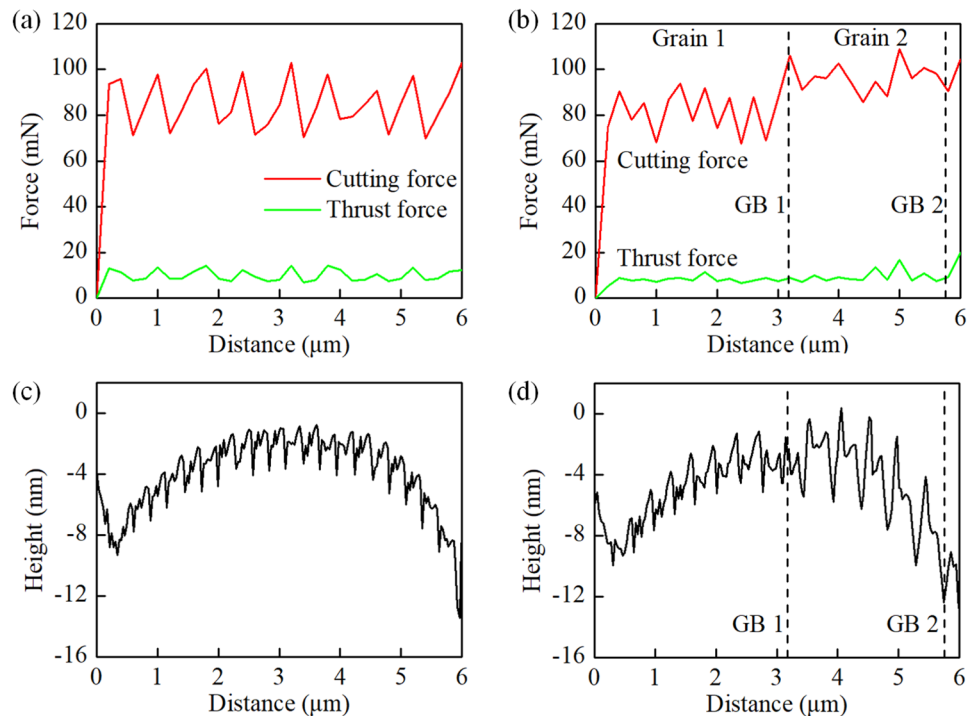 (a)
120
100
80
60
40
20
0
Force (mN)
Cutting force
Thrust force
0 1 2 3 4 5 6
Distance (μm)
(b)
120
100
80
60
40
20
0
Force (mN)
Grain 1 Grain 2
Cutting force
GB 1 GB 2
Thrust force
0 1 2 3 4 5 6
Distance (μm)
(c)
0
-4
-8
-12
-16
Height (nm)
0 1 2 3 4 5 6
Distance (μm)
(d)
0
-4
-8
-12
-16
Height (nm)
GB 1 GB 2
0 1 2 3 4 5 6
Distance (μm)